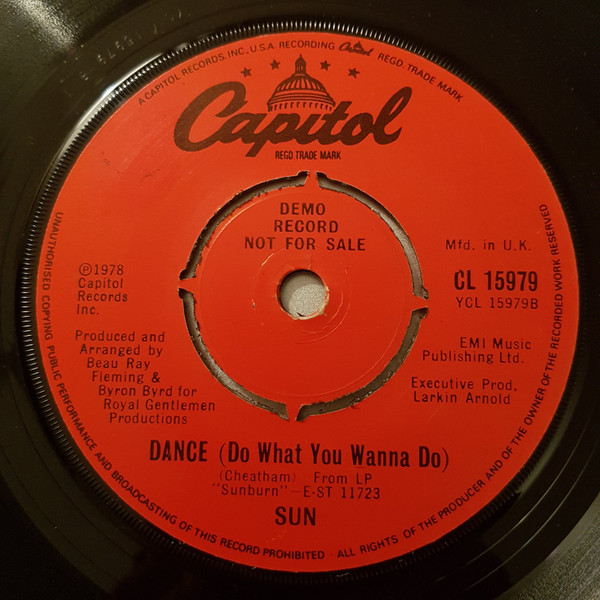 A CAPITOL RECORDS, INC. U.S.A. RECORDING Capitol REGD. TRADE MARK
Capitol
REGD TRADE MARK
DEMO
RECORD
NOT FOR SALE
Mfd. in U.K.
℗1978
Capitol
Records
Inc.
CL 15979
YCL 15979B
Produced and
Arranged by
Beau Ray
Fleming &
Byron Byrd for
Royal Gentlemen
Productions
EMI Music
Publishing Ltd.
Executive Prod.
Larkin Arnold
DANCE (Do What You Wanna Do)
(Cheatham) From LP
"Sunburn"-E-ST 11723
SUN
UNAUTHORISED COPYING PUBLIC PERFORMANCE AND BROADCASTING OF THIS RECORD PROHIBITED · ALL RIGHTS OF THE PRODUCER AND OF THE OWNER OF THE RECORDED WORK RESERVED